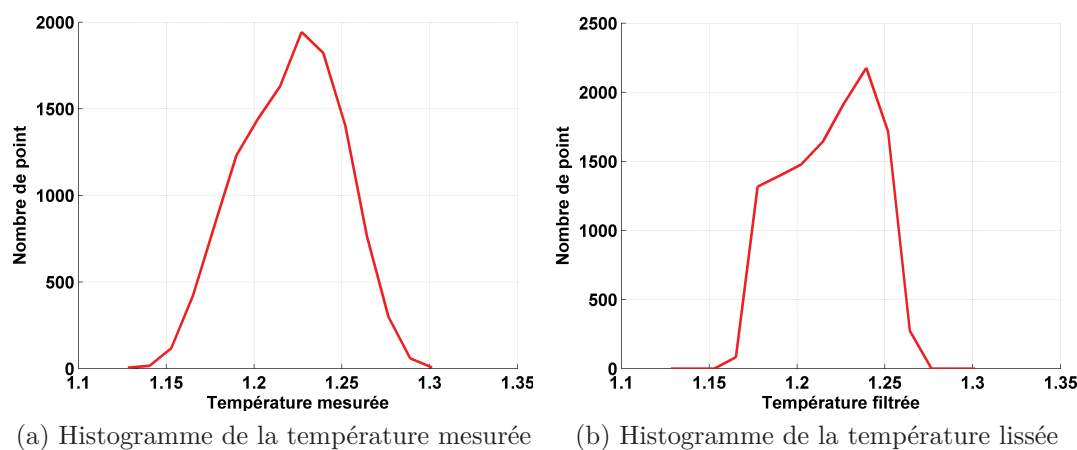 2000
1500
1000
500
0
1.1 1.15 1.2 1.25 1.3 1.35
Nombre de point
Température mesurée
(a) Histogramme de la température mesurée
2500
2000
1500
1000
500
0
1.1 1.15 1.2 1.25 1.3 1.35
Nombre de point
Température filtrée
(b) Histogramme de la température lissée